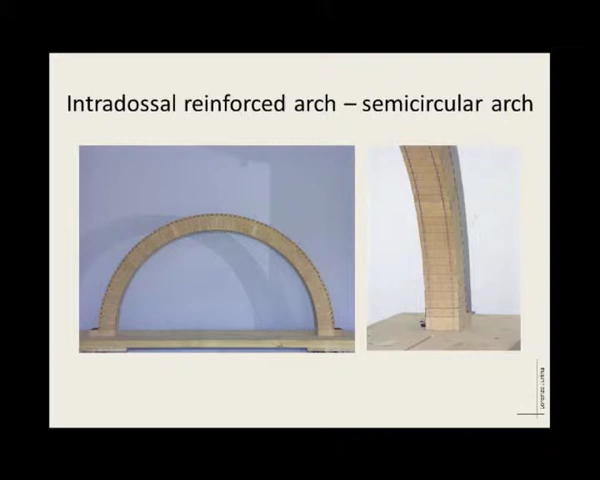 Intradossal reinforced arch – semicircular arch